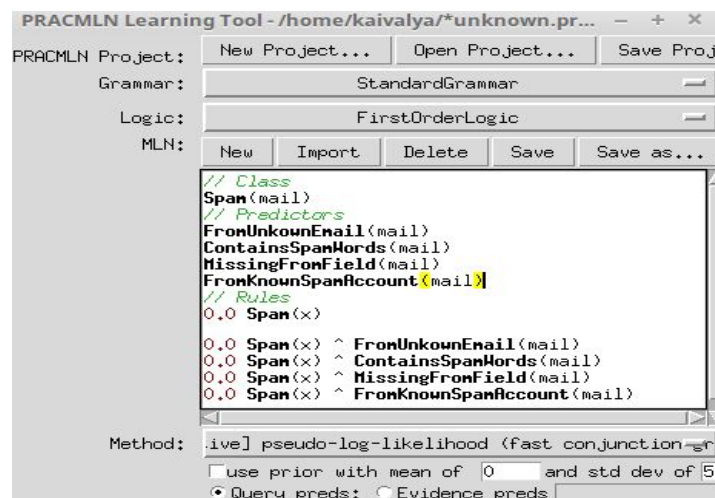 PRACMLN Learning Tool - /home/kaivalya/*unknown.pr...
PRACMLN Project: New Project... Open Project... Save Proj
Grammar: StandardGrammar
Logic: FirstOrderLogic
MLN: New Import Delete Save Save as...
// Class
Spam(mail)
// Predictors
FromUnkownEmail(mail)
ContainsSpamWords(mail)
MissingFromField(mail)
FromKnownSpamAccount(mail)
// Rules
0.0 Spam(x)
0.0 Spam(x) ^ FromUnkownEmail(mail)
0.0 Spam(x) ^ ContainsSpamWords(mail)
0.0 Spam(x) ^ MissingFromField(mail)
0.0 Spam(x) ^ FromKnownSpamAccount(mail)
Method: ive] pseudo-log-likelihood (fast conjunction gr
use prior with mean of 0 and std dev of 5
Query preds: Evidence preds